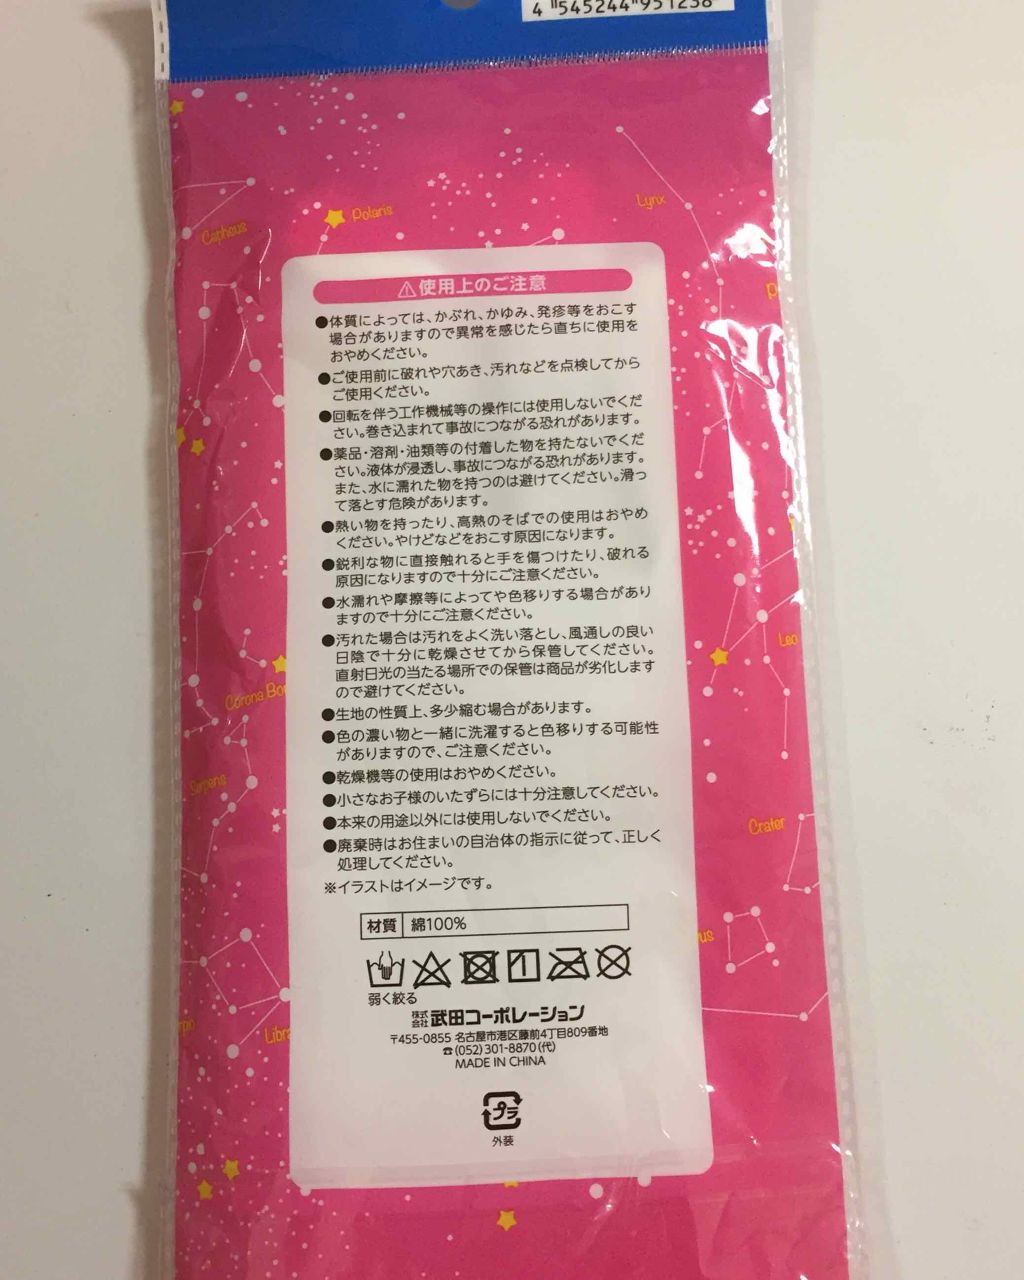 4 545244 951238
Polaris
Lynx
Cepheus
⚠使用上のご注意
●体質によっては、かぶれ、かゆみ、発疹等をおこす
場合がありますので異常を感じたら直ちに使用を
おやめください。
●ご使用前に破れや穴あき、汚れなどを点検してから
ご使用ください。
●回転を伴う工作機械等の操作には使用しないでくだ
さい。巻き込まれて事故につながる恐れがあります。
●薬品・溶剤・油類等の付着した物を持たないでくだ
さい。液体が浸透し、事故につながる恐れがあります。
また、水に濡れた物を持つのは避けてください。滑っ
て落とす危険があります。
●熱い物を持ったり、高熱のそばでの使用はおやめ
ください。やけどなどをおこす原因になります。
●鋭利な物に直接触れると手を傷つけたり、破れる
原因になりますので十分にご注意ください。
●水濡れや摩擦等によってや色移りする場合があり
ますので十分にご注意ください。
●汚れた場合は汚れをよく洗い落とし、風通しの良い
日陰で十分に乾燥させてから保管してください。
直射日光の当たる場所での保管は商品が劣化します
ので避けてください。
Leo
Corona Bo
●生地の性質上、多少縮む場合があります。
●色の濃い物と一緒に洗濯すると色移りする可能性
がありますので、ご注意ください。
●乾燥機等の使用はおやめください。
Serpens
●小さなお子様のいたずらには十分注意してください。
●本来の用途以外には使用しないでください。
Crater
●廃棄時はお住まいの自治体の指示に従って、正しく
処理してください。
※イラストはイメージです。
材質 綿100%
vus
弱く絞る
株式会社 武田コーポレーション
〒455-0855 名古屋市港区藤前4丁目809番地
☎(052)301-8870(代)
MADE IN CHINA
rpio
Libra
プラ
外装